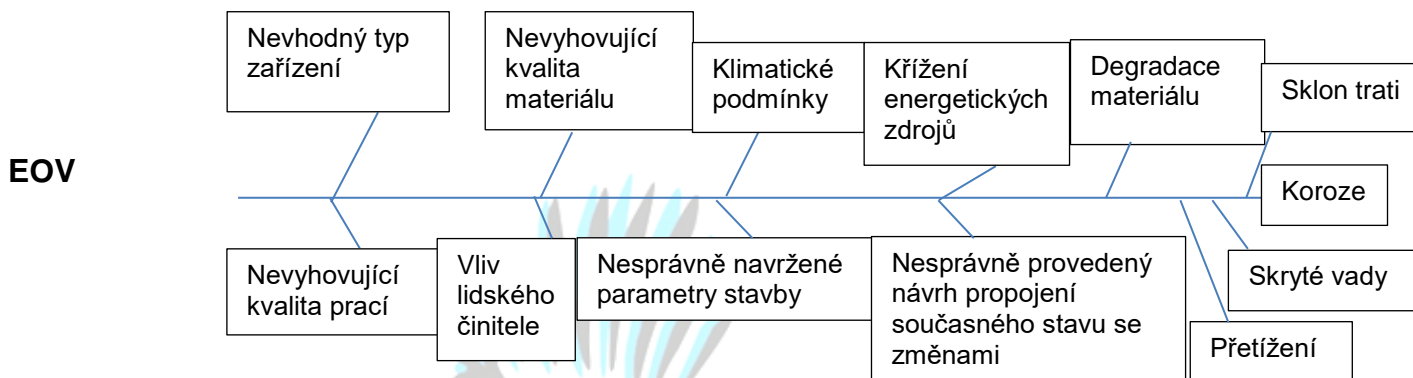 Nevhodný typ
zařízení
Nevyhovující
kvalita
materiálu
Klimatické
podmínky
Křížení
energetických
zdrojů
Degradace
materiálu
Sklon trati
EOV
Koroze
Nevyhovující
kvalita prací
Vliv
lidského
činitele
Nesprávně navržené
parametry stavby
Nesprávně provedený
návrh propojení
současného stavu se
změnami
Skryté vady
Přetížení